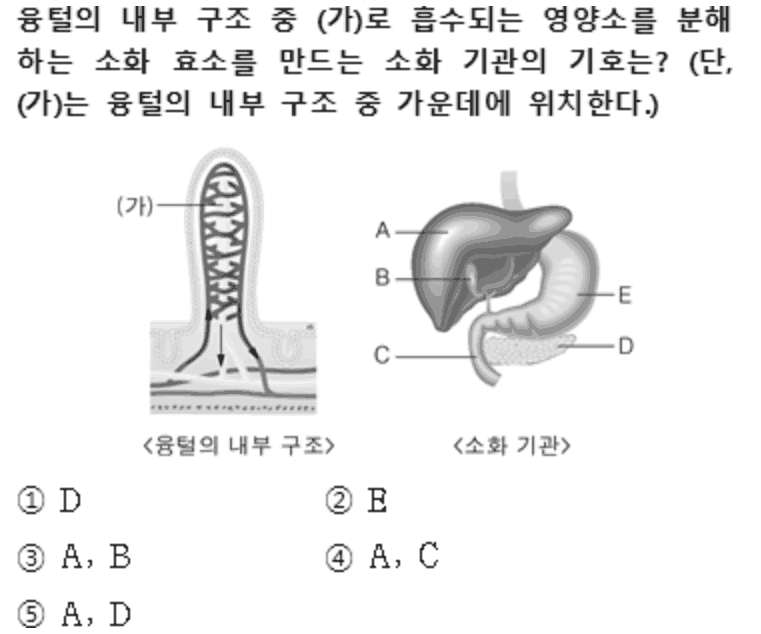 융털의 내부 구조 중 (가)로 흡수되는 영양소를 분해
하는 소화 효소를 만드는 소화 기관의 기호는? (단,
(가)는 융털의 내부 구조 중 가운데에 위치한다.)
(가)
A
B
C
E
D
<융털의 내부 구조>
<소화 기관>
① D
② E
③ A, B
④ A, C
⑤ A, D